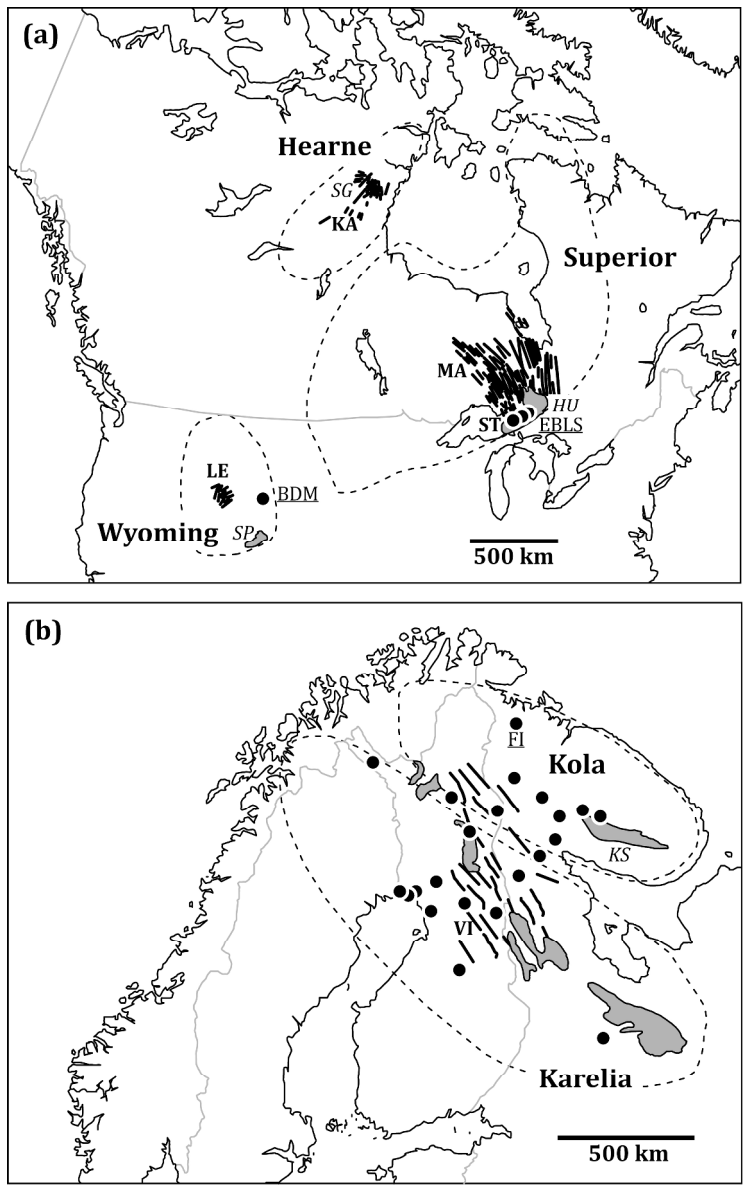 (a)
Hearne
SG
KA
Superior
MA
HU
ST
EBLS
LE
BDM
Wyoming
SP
500 km
(b)
FI
Kola
KS
VI
Karelia
500 km